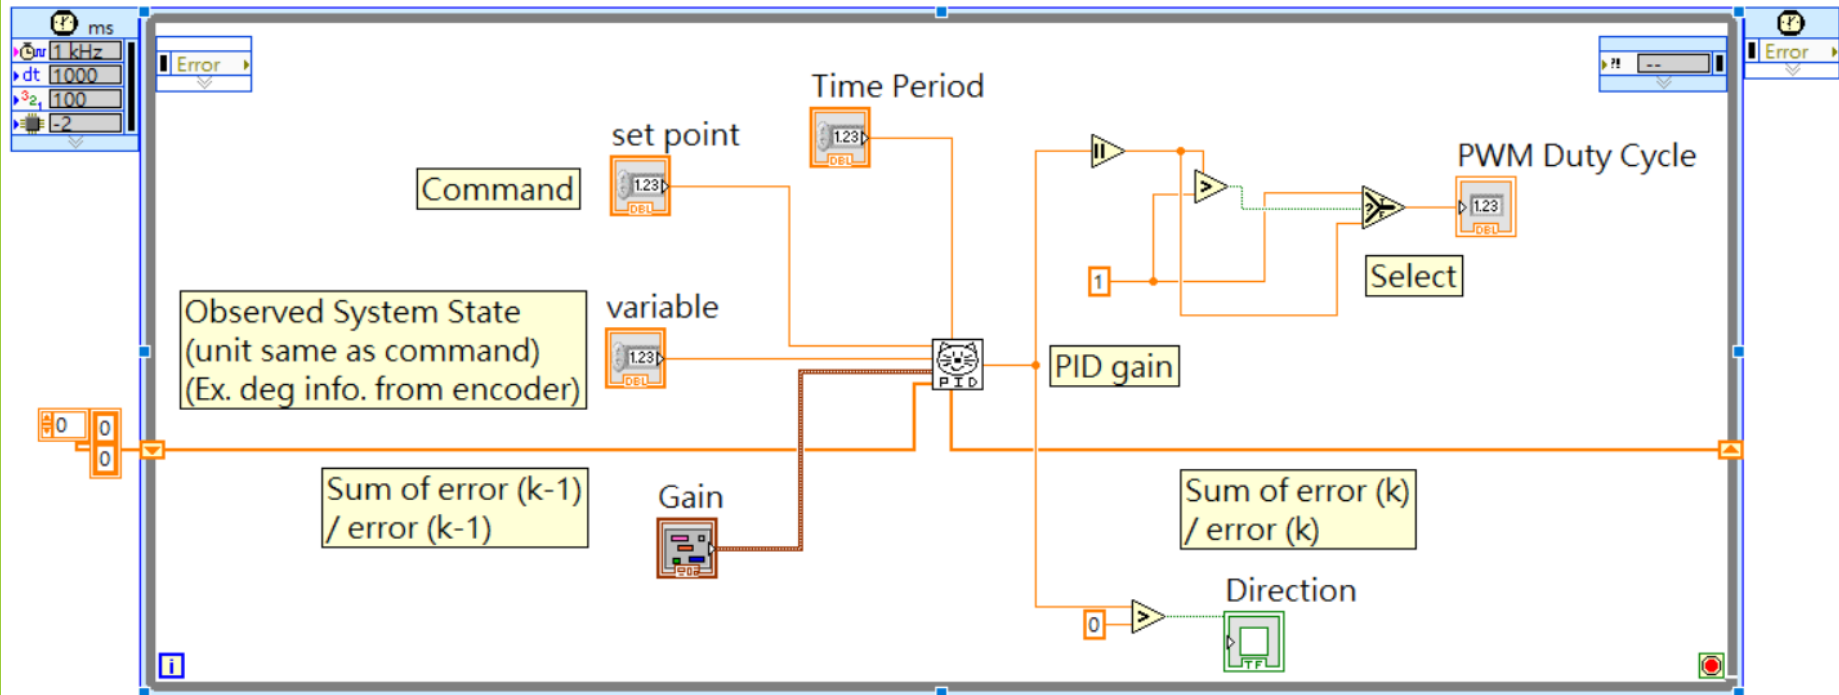 ms
1 kHz
dt 1000
100
-2
Error
Error
--
Time Period
1.23
DBL
set point
1.23
DBL
Command
PWM Duty Cycle
1.23
DBL
>
?
T
F
1
Select
Observed System State
(unit same as command)
(Ex. deg info. from encoder)
variable
1.23
DBL
PID
PID gain
0
0
0
Sum of error (k-1)
/ error (k-1)
Gain
Sum of error (k)
/ error (k)
Direction
0
>
TF
i